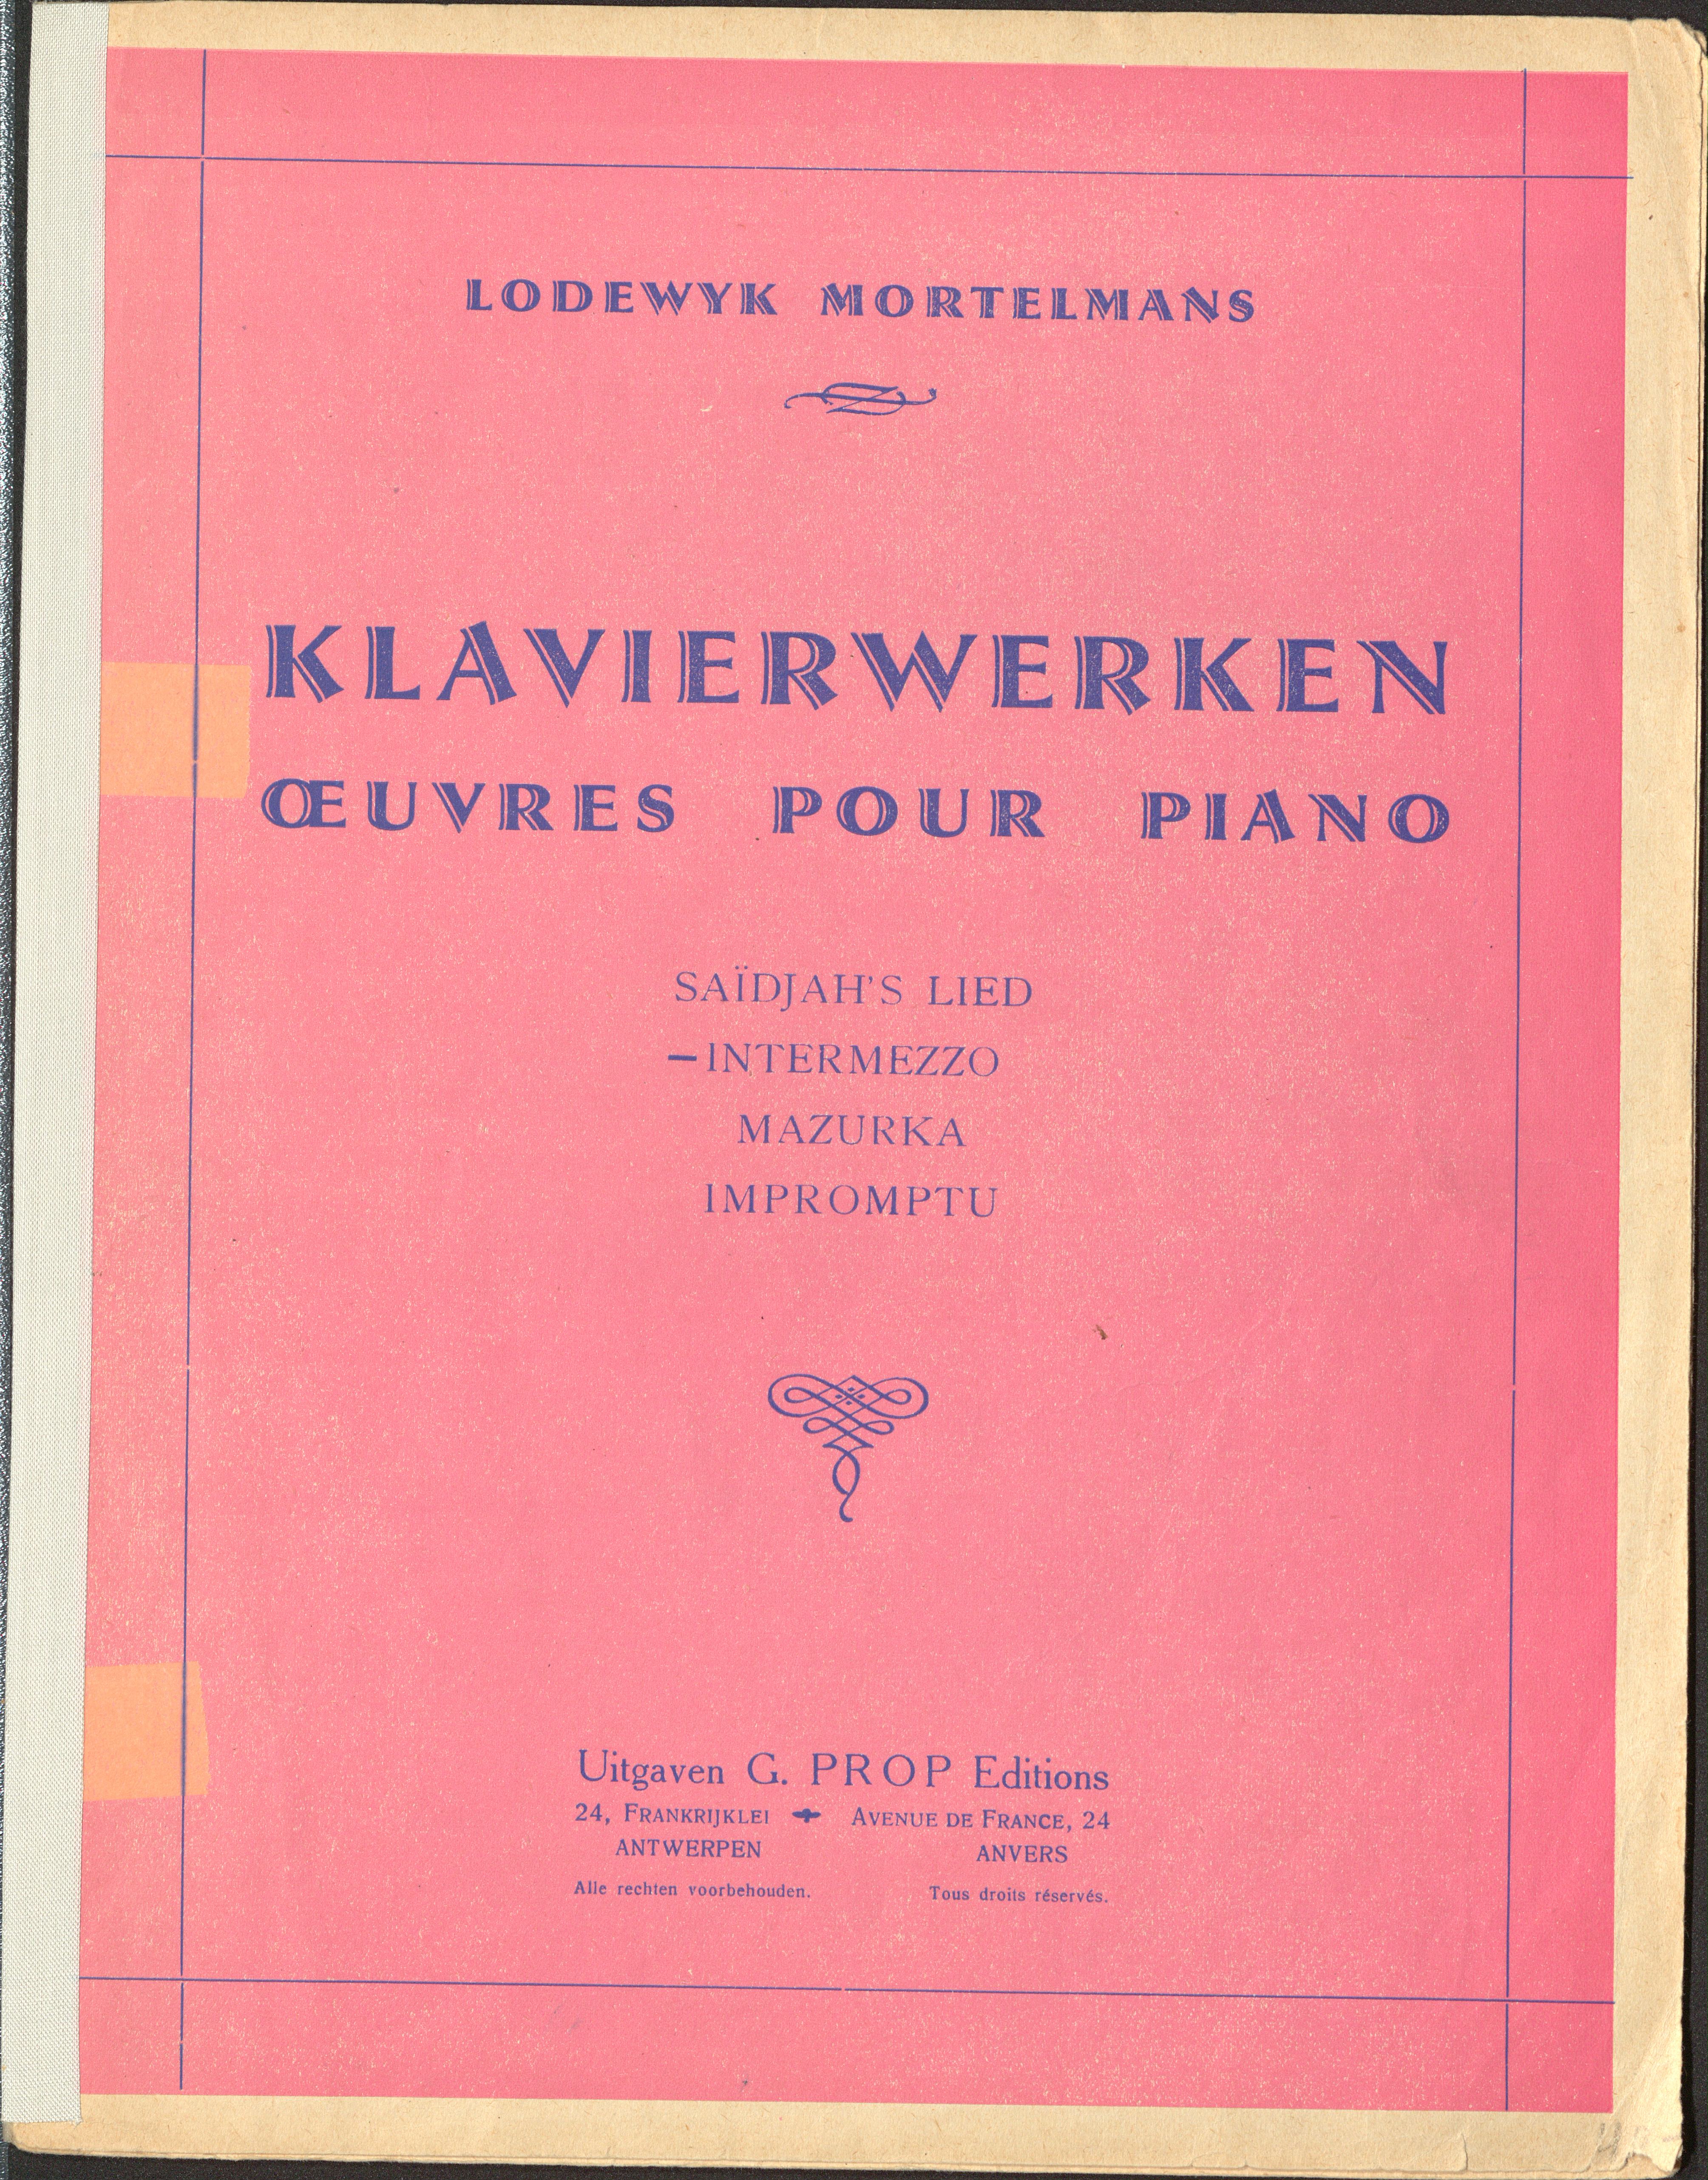 LODEWYK MORTELMANS
KLAVIERWERKEN
ŒUVRES POUR PIANO
SAÏDJAH'S LIED
—INTERMEZZO
MAZURKA
IMPROMPTU
Uitgaven G. PROP Editions
24, FRANKRIJKLEI AVENUE DE FRANCE, 24
ANTWERPEN ANVERS
Alle rechten voorbehouden. Tous droits réservés.